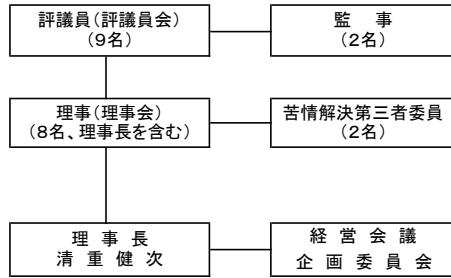 評議員(評議員会)
(9名)
監　事
(2名)
理事(理事会)
(8名、理事長を含む)
苦情解決第三者委員
(2名)
理　事　長
清　重　健　次
経　営　会　議
企　画　委　員　会